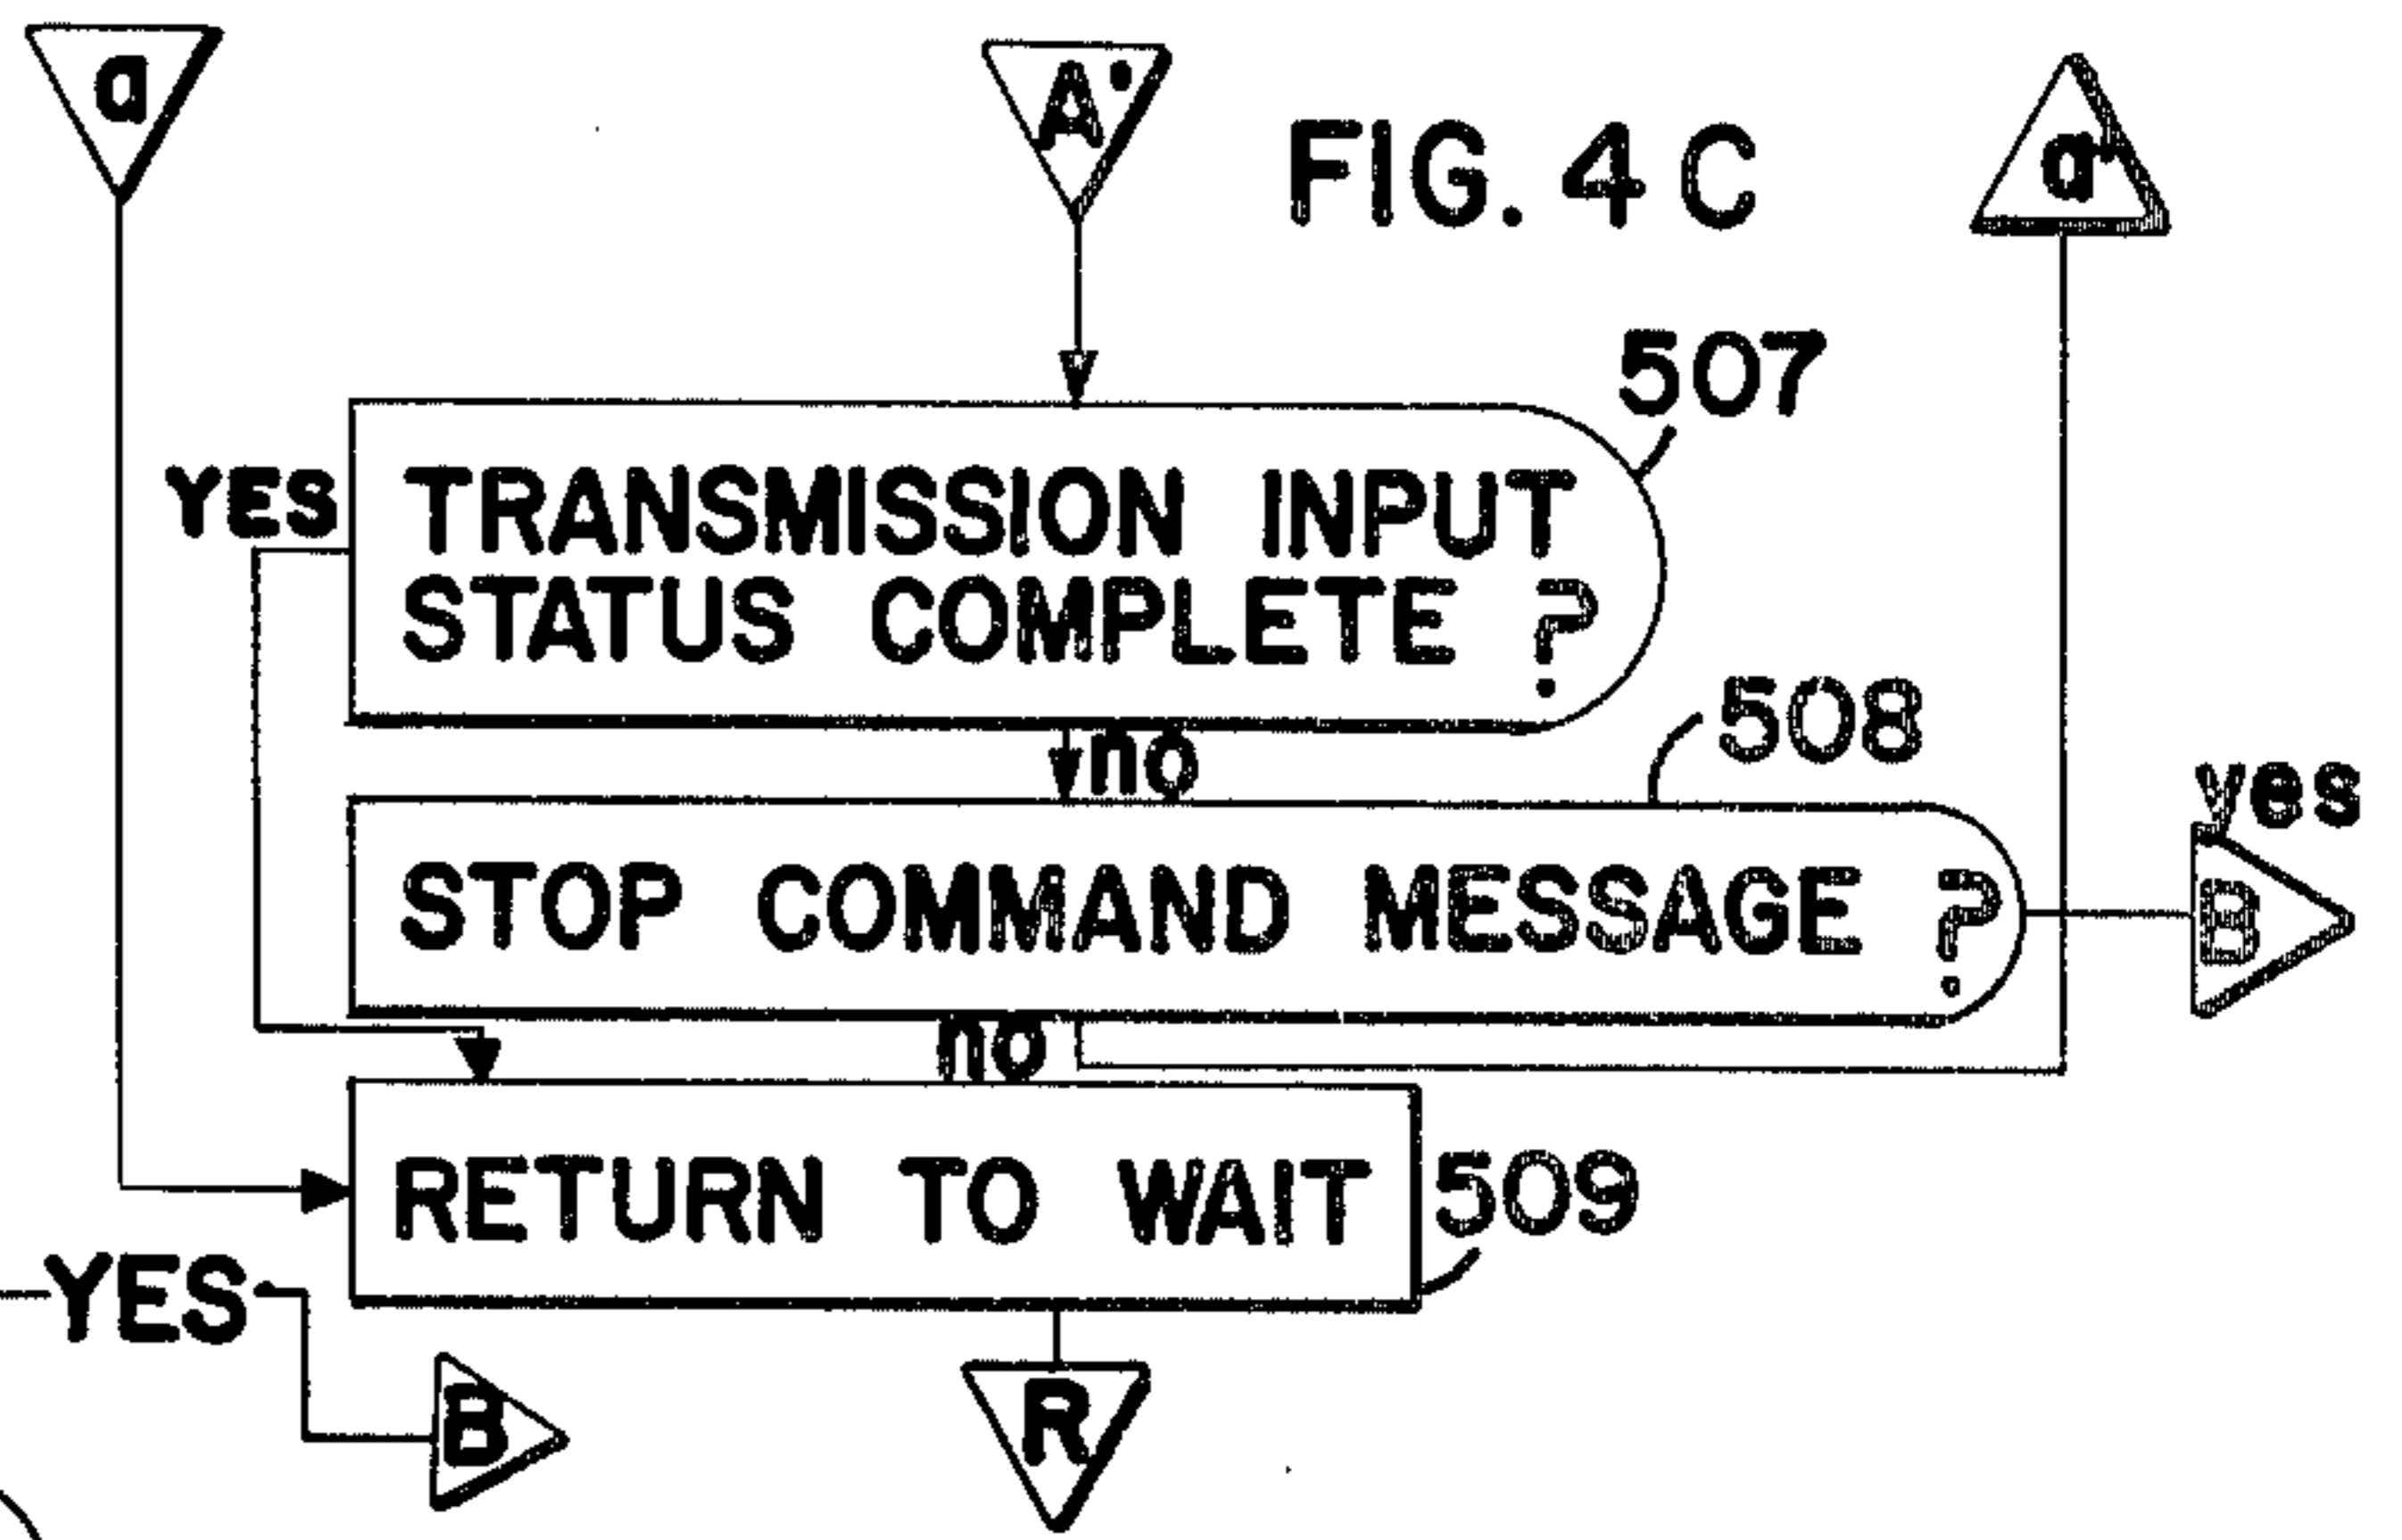 a
A'
FIG. 4 C
a'
507
YES
TRANSMISSION INPUT
STATUS COMPLETE ?
no
508
yes
STOP COMMAND MESSAGE ?
B
no
RETURN TO WAIT
509
YES
B
R